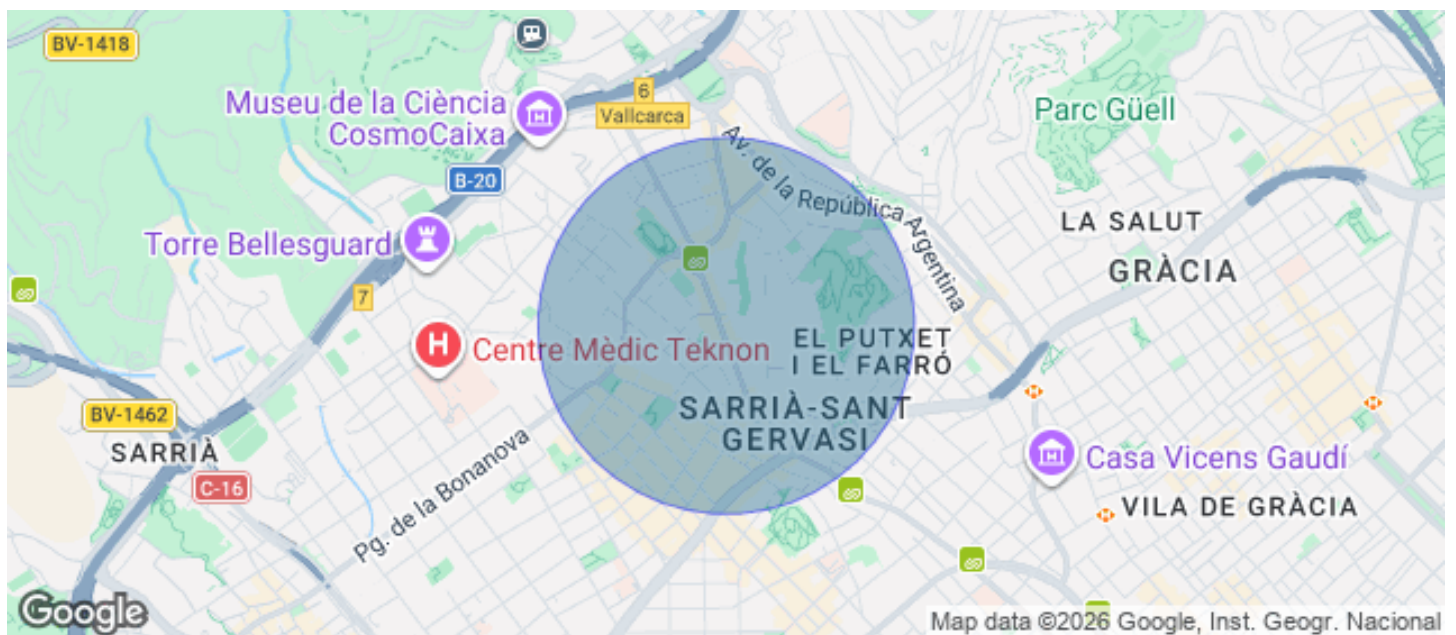 BV-1418
Museu de la Ciència
CosmoCaixa
6
Vallcarca
Parc Güell
B-20
Av. de la República Argentina
Torre Bellesguard
LA SALUT
GRÀCIA
7
H
Centre Mèdic Teknon
EL PUTXET
I EL FARRÓ
BV-1462
SARRIÀ
SARRIÀ-SANT
GERVASI
C-16
Pg. de la Bonanova
Casa Vicens Gaudí
VILA DE GRÀCIA
Google
Map data ©2026 Google, Inst. Geogr. Nacional